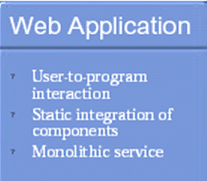 Web Application
? User-to-program
interaction
? Static integration of
components
? Monolithic service